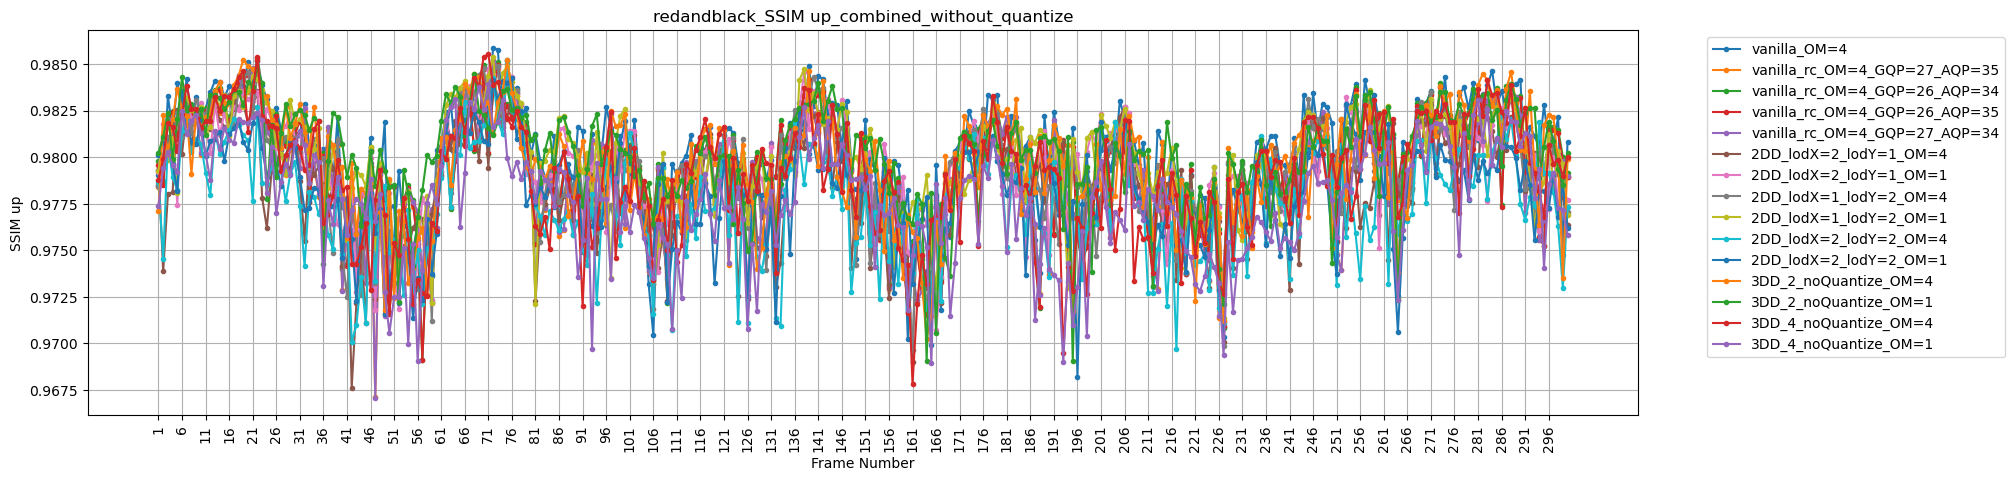 redandblack_SSIM up_combined_without_quantize
SSIM up
0.9850
0.9825
0.9800
0.9775
0.9750
0.9725
0.9700
0.9675
1 6 11 16 21 26 31 36 41 46 51 56 61 66 71 76 81 86 91 96 101 106 111 116 121 126 131 136 141 146 151 156 161 166 171 176 181 186 191 196 201 206 211 216 221 226 231 236 241 246 251 256 261 266 271 276 281 286 291 296
Frame Number
vanilla_OM=4
vanilla_rc_OM=4_GQP=27_AQP=35
vanilla_rc_OM=4_GQP=26_AQP=34
vanilla_rc_OM=4_GQP=26_AQP=35
vanilla_rc_OM=4_GQP=27_AQP=34
2DD_lodX=2_lodY=1_OM=4
2DD_lodX=2_lodY=1_OM=1
2DD_lodX=1_lodY=2_OM=4
2DD_lodX=1_lodY=2_OM=1
2DD_lodX=2_lodY=2_OM=4
2DD_lodX=2_lodY=2_OM=1
3DD_2_noQuantize_OM=4
3DD_2_noQuantize_OM=1
3DD_4_noQuantize_OM=4
3DD_4_noQuantize_OM=1